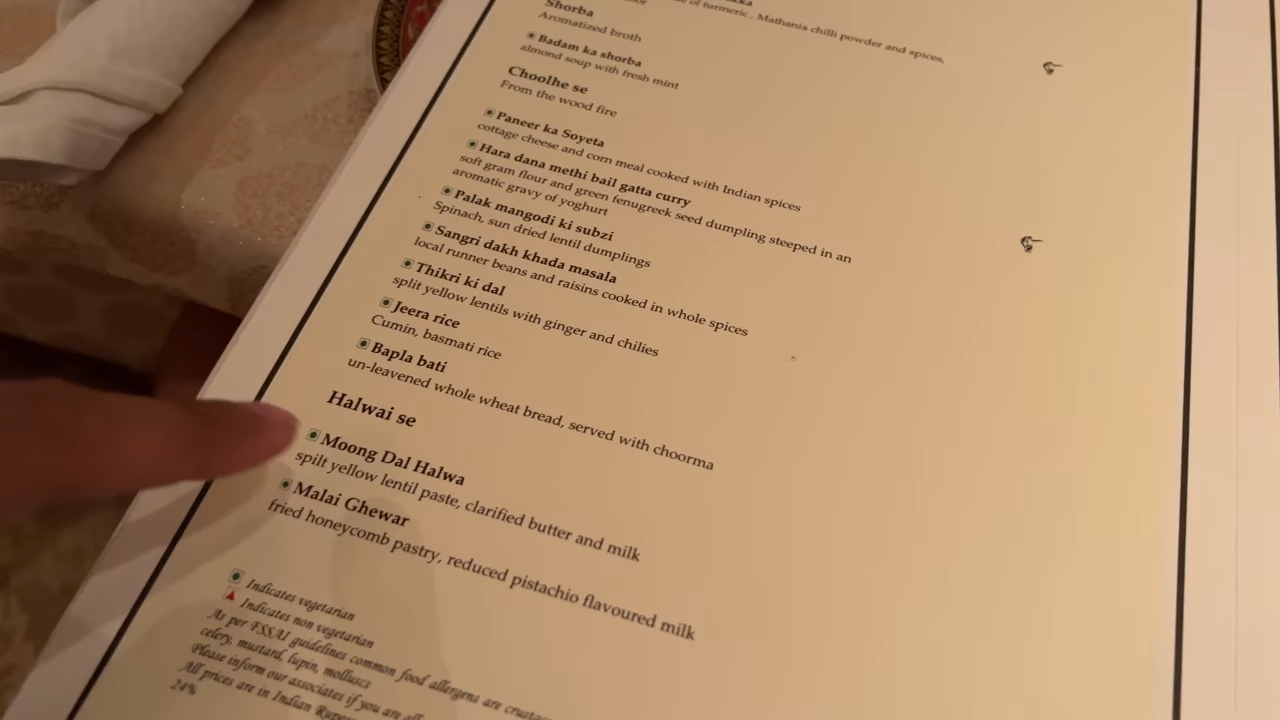 of turmeric . Mathania chilli powder and spices.
Shorba
Aromatized broth
Badam ka shorba
almond soup with fresh mint
Choolhe se
From the wood fire
Paneer ka Soyeta
cottage cheese and corn meal cooked with Indian spices
Hara dana methi bail gatta curry
soft gram flour and green fenugreek seed dumpling steeped in an
aromatic gravy of yoghurt
Palak mangodi ki subzi
Spinach, sun dried lentil dumplings
Sangri dakh khada masala
local runner beans and raisins cooked in whole spices
Thikri ki dal
split yellow lentils with ginger and chilies
Jeera rice
Cumin, basmati rice
Bapla bati
un-leavened whole wheat bread, served with choorma
Halwai se
Moong Dal Halwa
spilt yellow lentil paste, clarified butter and milk
Malai Ghewar
fried honeycomb pastry, reduced pistachio flavoured milk
Indicates vegetarian
Indicates non vegetarian
As per FSSAI guidelines common food allergens are
celery, mustard, lupin, molluscs
Please inform our associates if you are
All prices are in Indian
24%